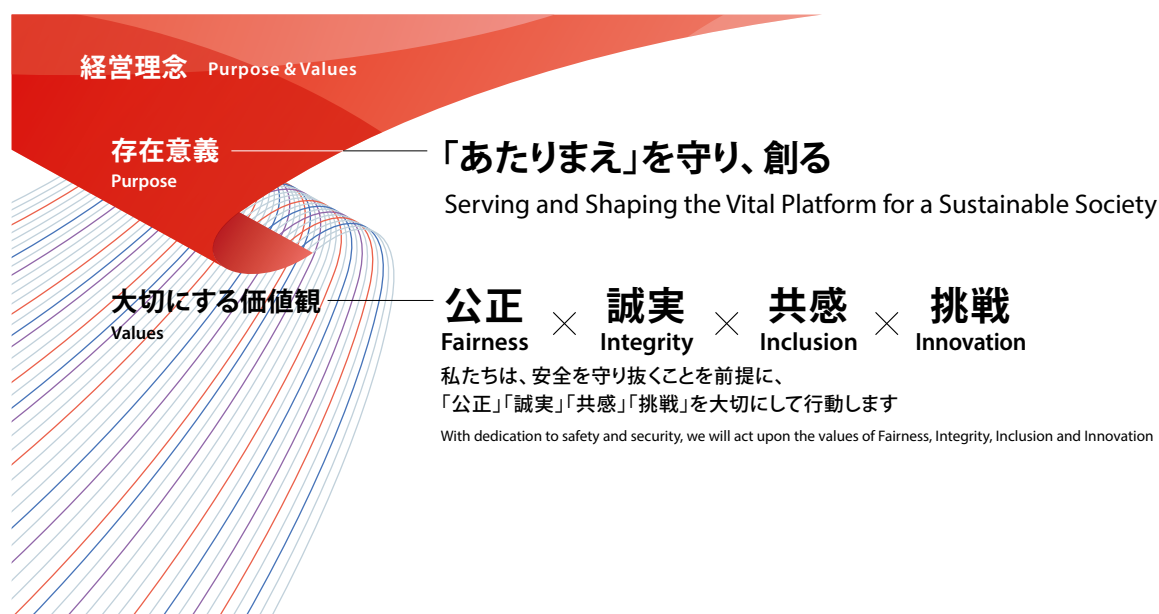 経営理念 Purpose & Values
存在意義
Purpose
「あたりまえ」を守り、創る
Serving and Shaping the Vital Platform for a Sustainable Society
大切にする価値観
Values
公正 × 誠実 × 共感 × 挑戦
Fairness Integrity Inclusion Innovation
私たちは、安全を守り抜くことを前提に、
「公正」「誠実」「共感」「挑戦」を大切にして行動します
With dedication to safety and security, we will act upon the values of Fairness, Integrity, Inclusion and Innovation